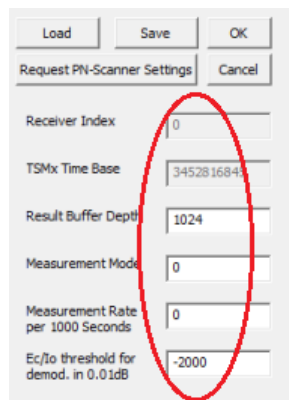 Load Save OK
Request PN-Scanner Settings Cancel
Receiver Index 0
TSMx Time Base
Result Buffer Depth 1024
Measurement Mode 0
Measurement Rate 0
per 1000 Seconds
Ec/Io threshold for -2000
demod. in 0.01dB